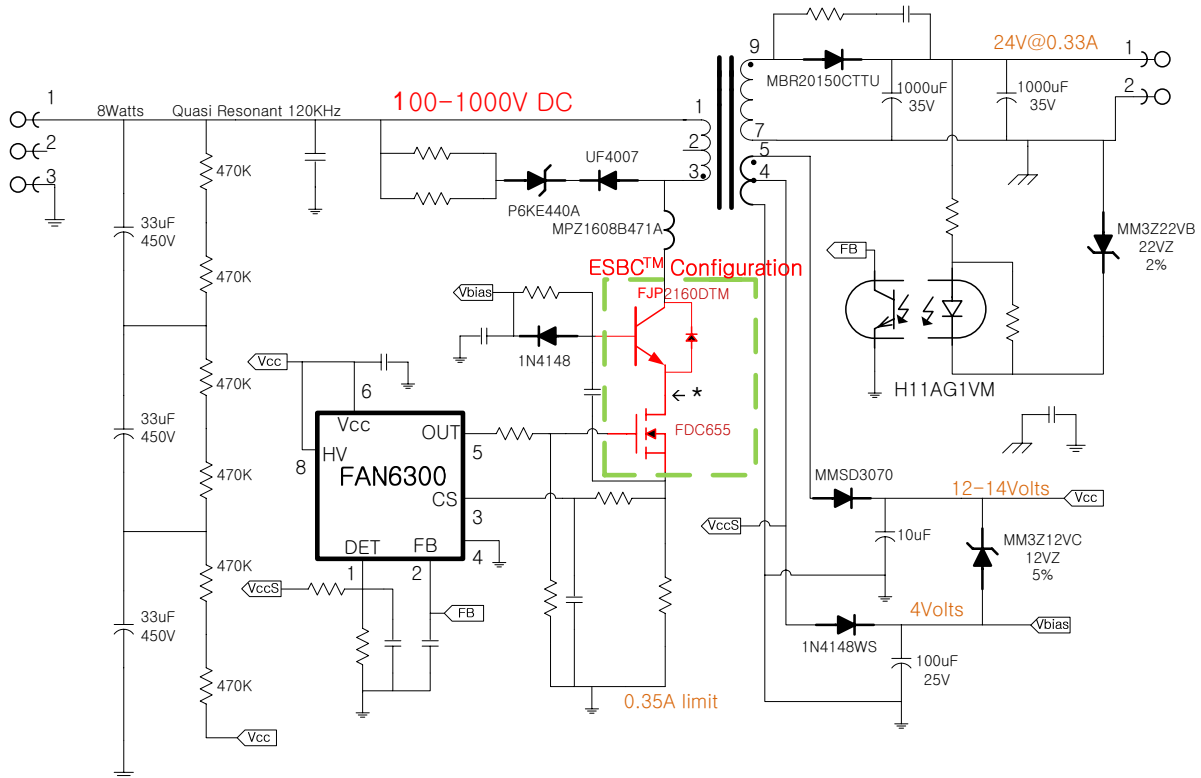 9
24V@0.33A
1
MBR20150CTTU
1000uF
35V
1000uF
35V
2
1
8Watts
Quasi Resonant 120KHz
100-1000V DC
1
2
2
3
3
7
5
4
470K
UF4007
P6KE440A
MPZ1608B471A
33uF
450V
470K
MM3Z22VB
22VZ
2%
FB
ESBC™ Configuration
FJP2160DTM
Vbias
1N4148
Vcc
470K
6
← *
H11AG1VM
Vcc
OUT
5
FDC655
33uF
450V
HV
8
FAN6300
470K
CS
3
MMSD3070
12-14Volts
Vcc
VccS
10uF
MM3Z12VC
12VZ
5%
DET
FB
4
1
2
470K
VccS
FB
33uF
450V
4Volts
Vbias
1N4148WS
100uF
25V
470K
0.35A limit
Vcc